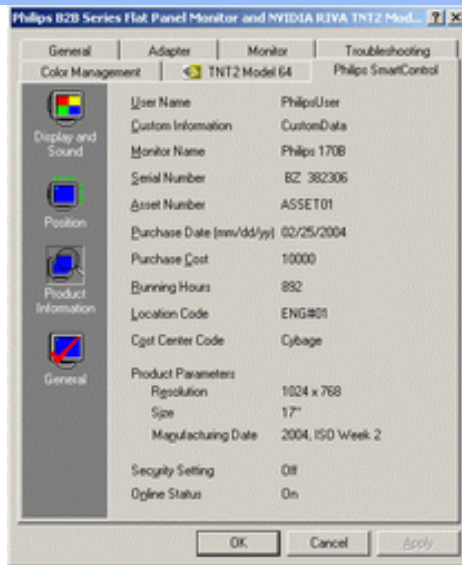 Philips B2B Series Flat Panel Monitor and NVIDIA RIVA TNT2 Mod...
General Adapter Monitor Troubleshooting
Color Management TNT2 Model 64 Philips SmartControl
Display and
Sound
Position
Product
Information
General
User Name PhilipsUser
Custom Information CustomData
Monitor Name Philips 170B
Serial Number BZ 382306
Asset Number ASSET01
Purchase Date (mm/dd/yy) 02/25/2004
Purchase Cost 10000
Running Hours 892
Location Code ENG#01
Cost Center Code Cybage
Product Parameters
Resolution 1024 x 768
Size 17"
Manufacturing Date 2004, ISO Week 2
Security Setting Off
Online Status On
OK Cancel Apply